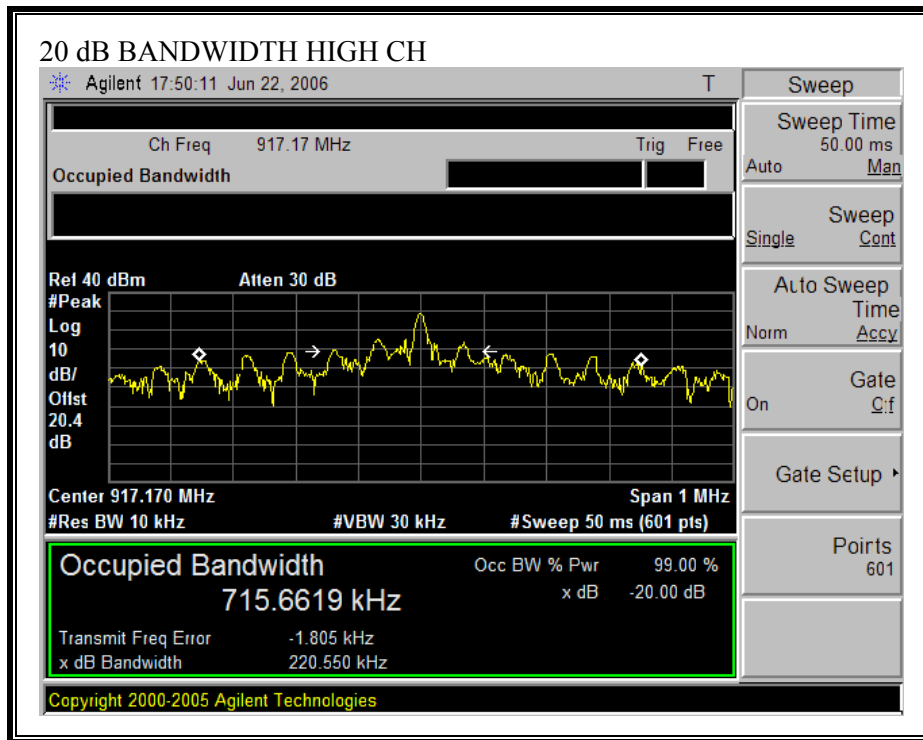 20 dB BANDWIDTH HIGH CH
Agilent 17:50:11 Jun 22, 2006 T
Sweep
Ch Freq 917.17 MHz Trig Free
Occupied Bandwidth
Sweep Time
50.00 ms
Auto Man
Sweep
Single Cont
Auto Sweep
Time
Norm Accy
Gate
On Off
Gate Setup
Points
601
Ref 40 dBm Atten 30 dB
#Peak
Log
10
dB/
Offst
20.4
dB
Center 917.170 MHz Span 1 MHz
#Res BW 10 kHz #VBW 30 kHz #Sweep 50 ms (601 pts)
Occupied Bandwidth
715.6619 kHz
Occ BW % Pwr 99.00 %
x dB -20.00 dB
Transmit Freq Error -1.805 kHz
x dB Bandwidth 220.550 kHz
Copyright 2000-2005 Agilent Technologies